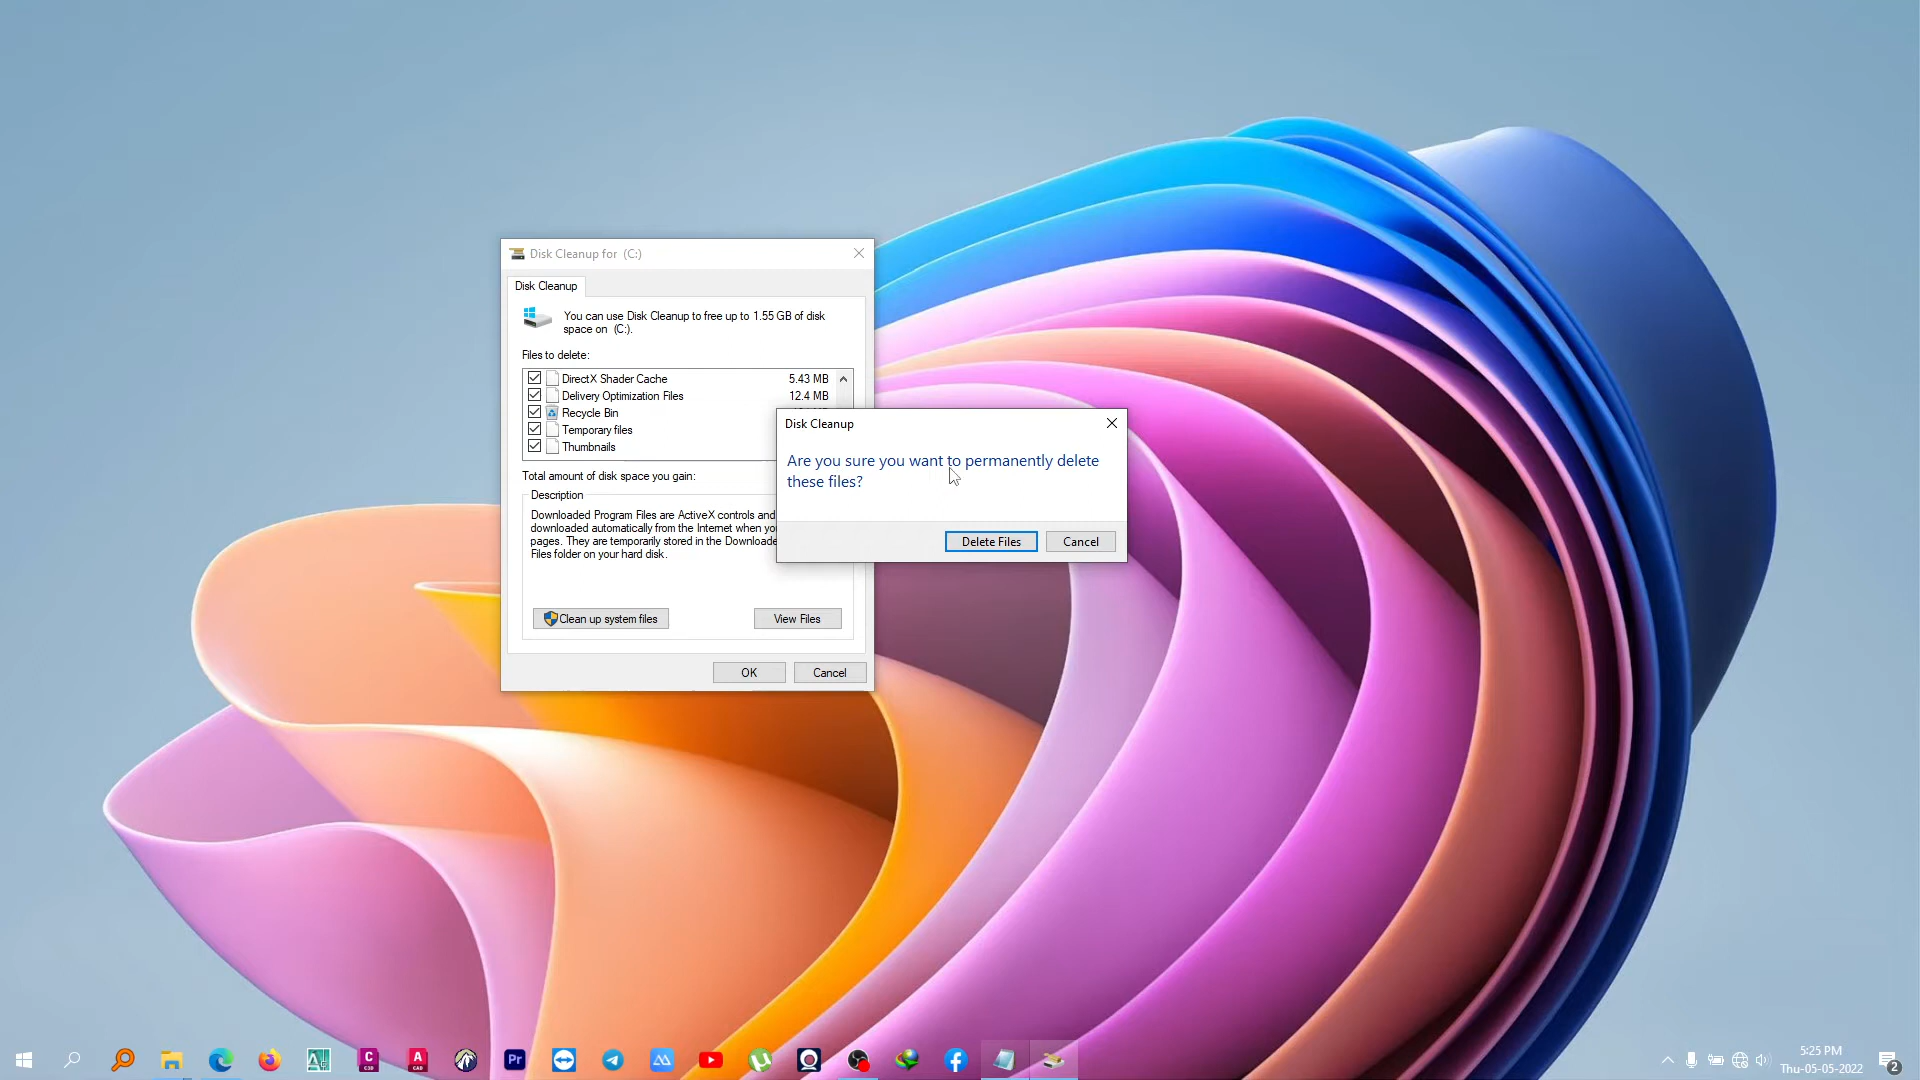 Disk Cleanup for  (C:)
Disk Cleanup
You can use Disk Cleanup to free up to 1.55 GB of disk
space on  (C:).
Files to delete:
DirectX Shader Cache 5.43 MB
Delivery Optimization Files 12.4 MB
Recycle Bin
Temporary files
Thumbnails
Total amount of disk space you gain:
Description
Downloaded Program Files are ActiveX controls and
downloaded automatically from the Internet when
pages. They are temporarily stored in the
Files folder on your hard disk.
Clean up system files
View Files
OK
Cancel
Disk Cleanup
Are you sure you want to permanently delete
these files?
Delete Files
Cancel
C
C3D
A
CAD
Pr
5:25 PM
Thu-05-05-2022
2